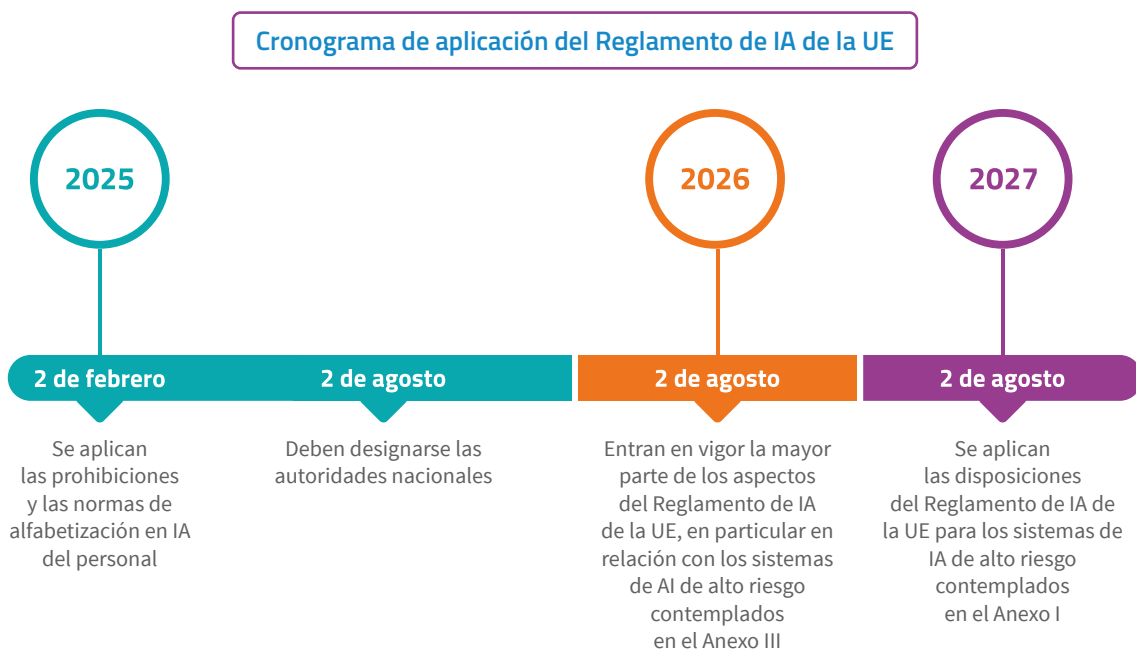 Cronograma de aplicación del Reglamento de IA de la UE
2025
2026
2027
2 de febrero
2 de agosto
2 de agosto
2 de agosto
Se aplican
las prohibiciones
y las normas de
alfabetización en IA
del personal
Deben designarse las
autoridades nacionales
Entran en vigor la mayor
parte de los aspectos
del Reglamento de IA
de la UE, en particular en
relación con los sistemas
de AI de alto riesgo
contemplados
en el Anexo III
Se aplican
las disposiciones
del Reglamento de IA de
la UE para los sistemas de
IA de alto riesgo
contemplados
en el Anexo I